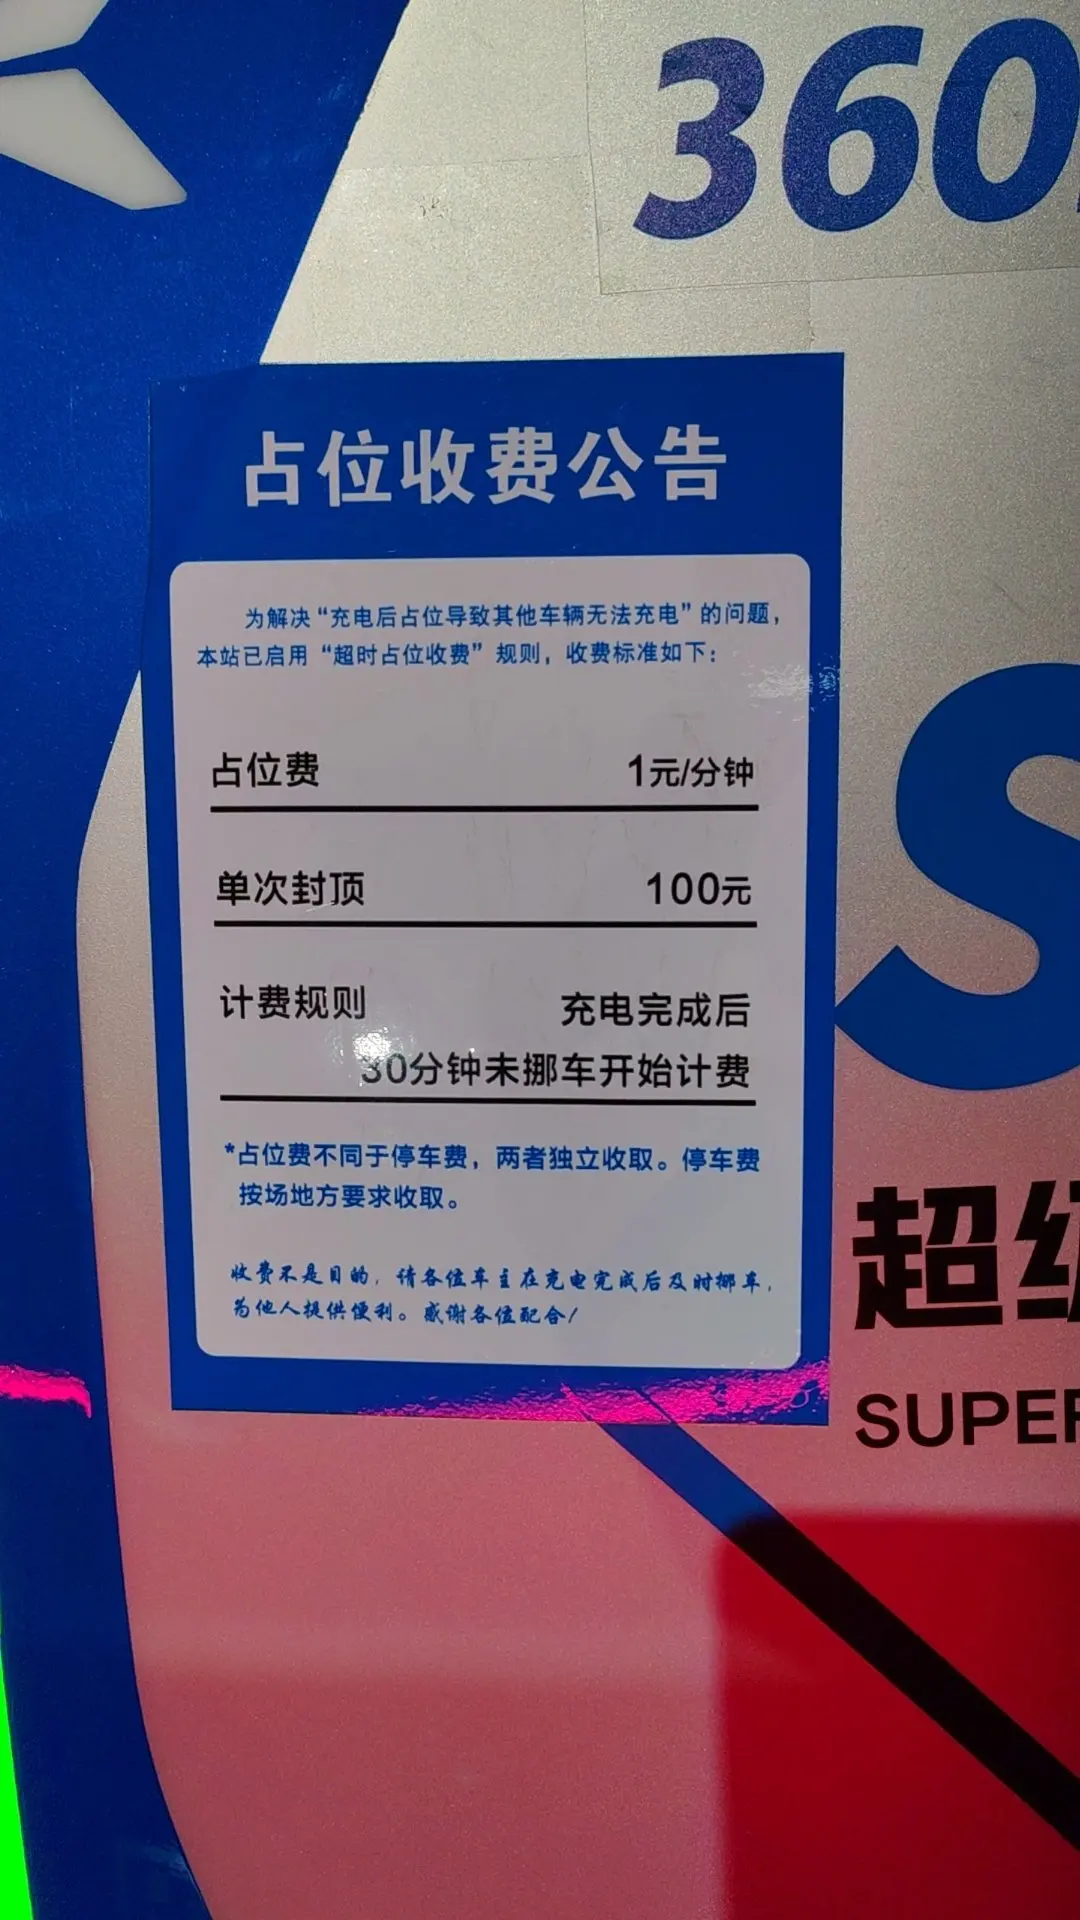 360
占位收费公告
为解决“充电后占位导致其他车辆无法充电”的问题，
本站已启用“超时占位收费”规则，收费标准如下：
占位费 1元/分钟
单次封顶 100元
计费规则 充电完成后
30分钟未挪车开始计费
*占位费不同于停车费，两者独立收取。停车费
按场地方要求收取。
收费不是目的，请各位车主在充电完成后及时挪车，
为他人提供便利。感谢各位配合！
S
超级
SUPER